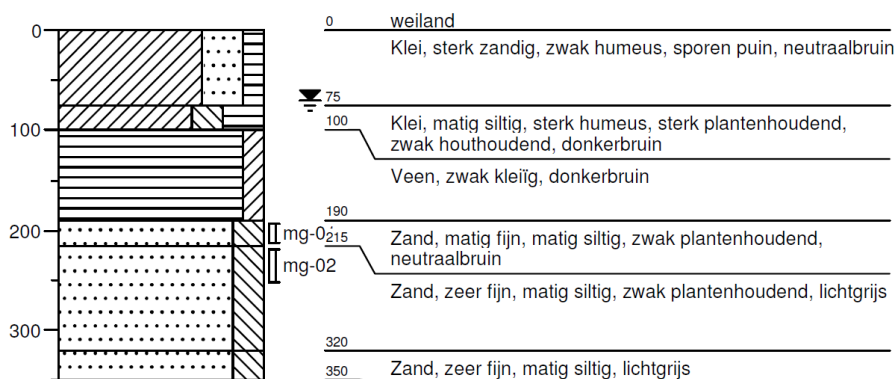 0
weiland
Klei, sterk zandig, zwak humeus, sporen puin, neutraalbruin
75
100
Klei, matig siltig, sterk humeus, sterk plantenhoudend,
zwak houthoudend, donkerbruin
100
Veen, zwak kleiïg, donkerbruin
190
200
mg-0
215
Zand, matig fijn, matig siltig, zwak plantenhoudend,
neutraalbruin
mg-02
Zand, zeer fijn, matig siltig, zwak plantenhoudend, lichtgrijs
300
320
350
Zand, zeer fijn, matig siltig, lichtgrijs
0